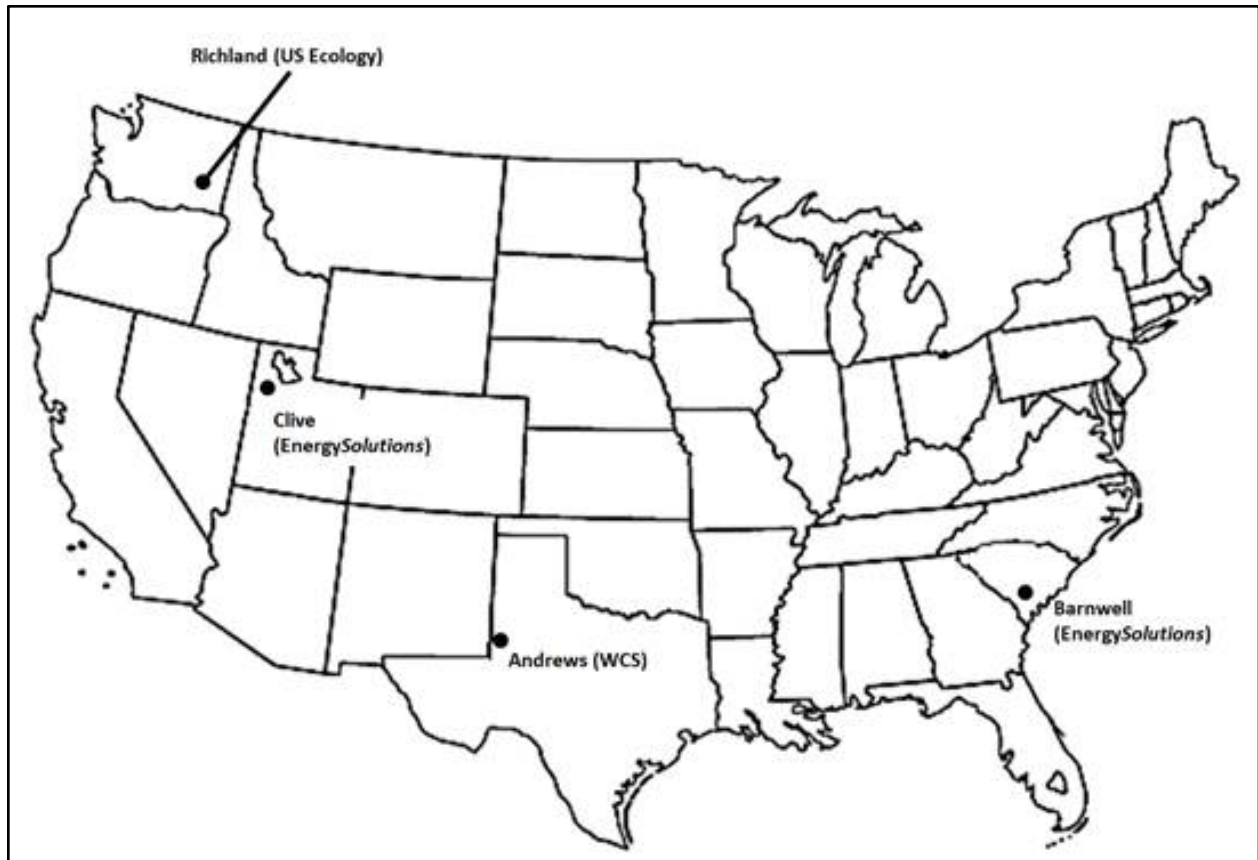 Richland (US Ecology)
Clive
(EnergySolutions)
Andrews (WCS)
Barnwell
(EnergySolutions)